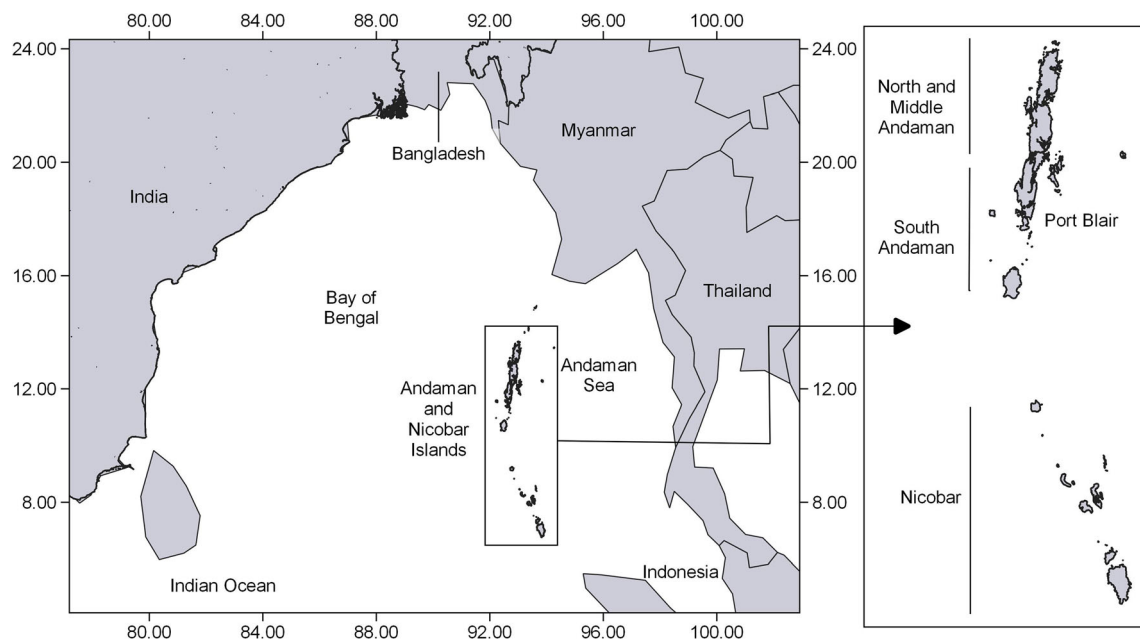 80.00 84.00 88.00 92.00 96.00 100.00
24.00
24.00
North and
Middle
Andaman
Myanmar
Bangladesh
20.00
20.00
India
South
Andaman
Port Blair
16.00
16.00
Thailand
Bay of
Bengal
Andaman
Sea
12.00
12.00
Andaman
and
Nicobar
Islands
8.00
8.00
Nicobar
Indian Ocean
Indonesia
80.00 84.00 88.00 92.00 96.00 100.00